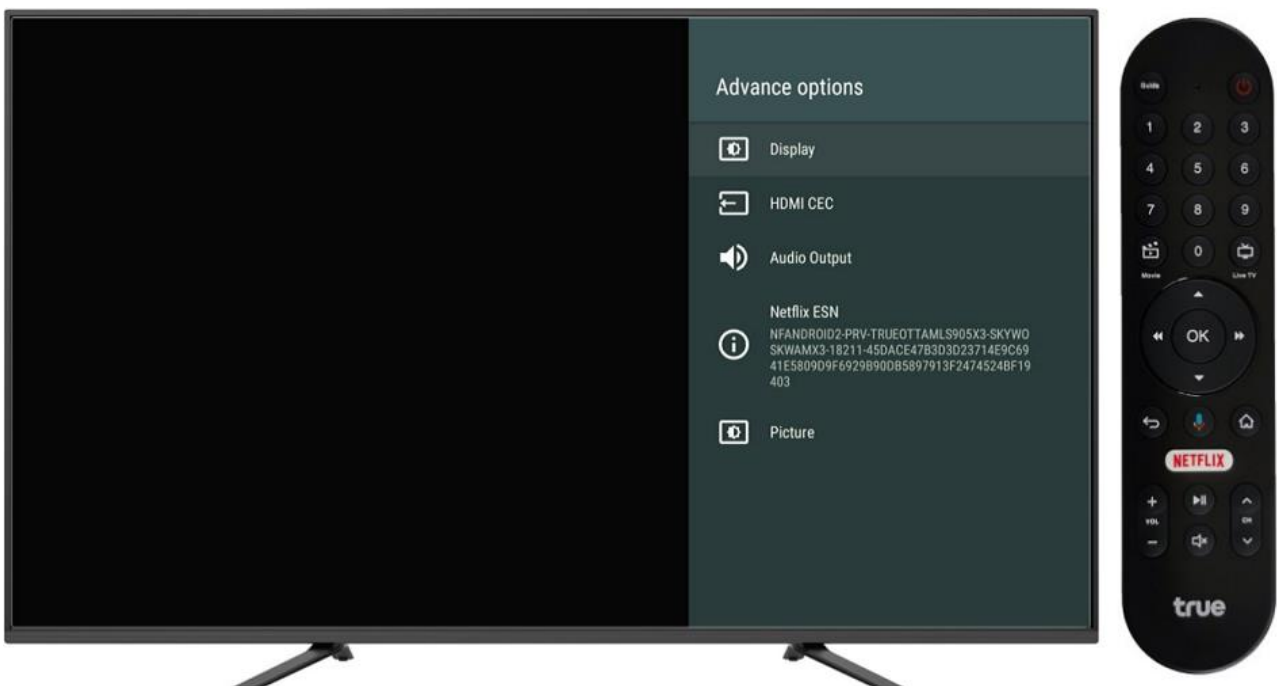 Advance options
Display
HDMI CEC
Audio Output
Netflix ESN
NFANDROID2-PRV-TRUEOTTAMLS905X3-SKYWO
SKWAMX3-18211-45DACE47B3D3D23714E9C69
41E5809D9F6929B90DB5897913F2474524BF19
403
Picture
Guide
1 2 3
4 5 6
7 8 9
0
Movie Live TV
OK
NETFLIX
VOL CH
true